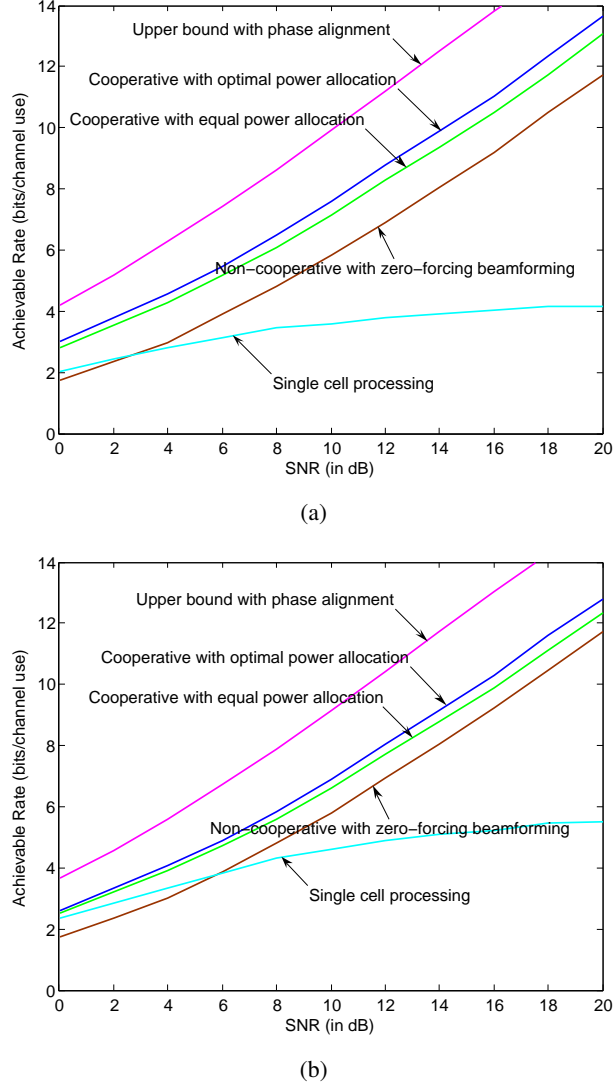 14
12
10
8
6
4
2
0
Achievable Rate (bits/channel use)
Upper bound with phase alignment
Cooperative with optimal power allocation
Cooperative with equal power allocation
Non−cooperative with zero−forcing beamforming
Single cell processing
0 2 4 6 8 10 12 14 16 18 20
SNR (in dB)
(a)
14
12
10
8
6
4
2
0
Achievable Rate (bits/channel use)
Upper bound with phase alignment
Cooperative with optimal power allocation
Cooperative with equal power allocation
Non−cooperative with zero−forcing beamforming
Single cell processing
0 2 4 6 8 10 12 14 16 18 20
SNR (in dB)
(b)